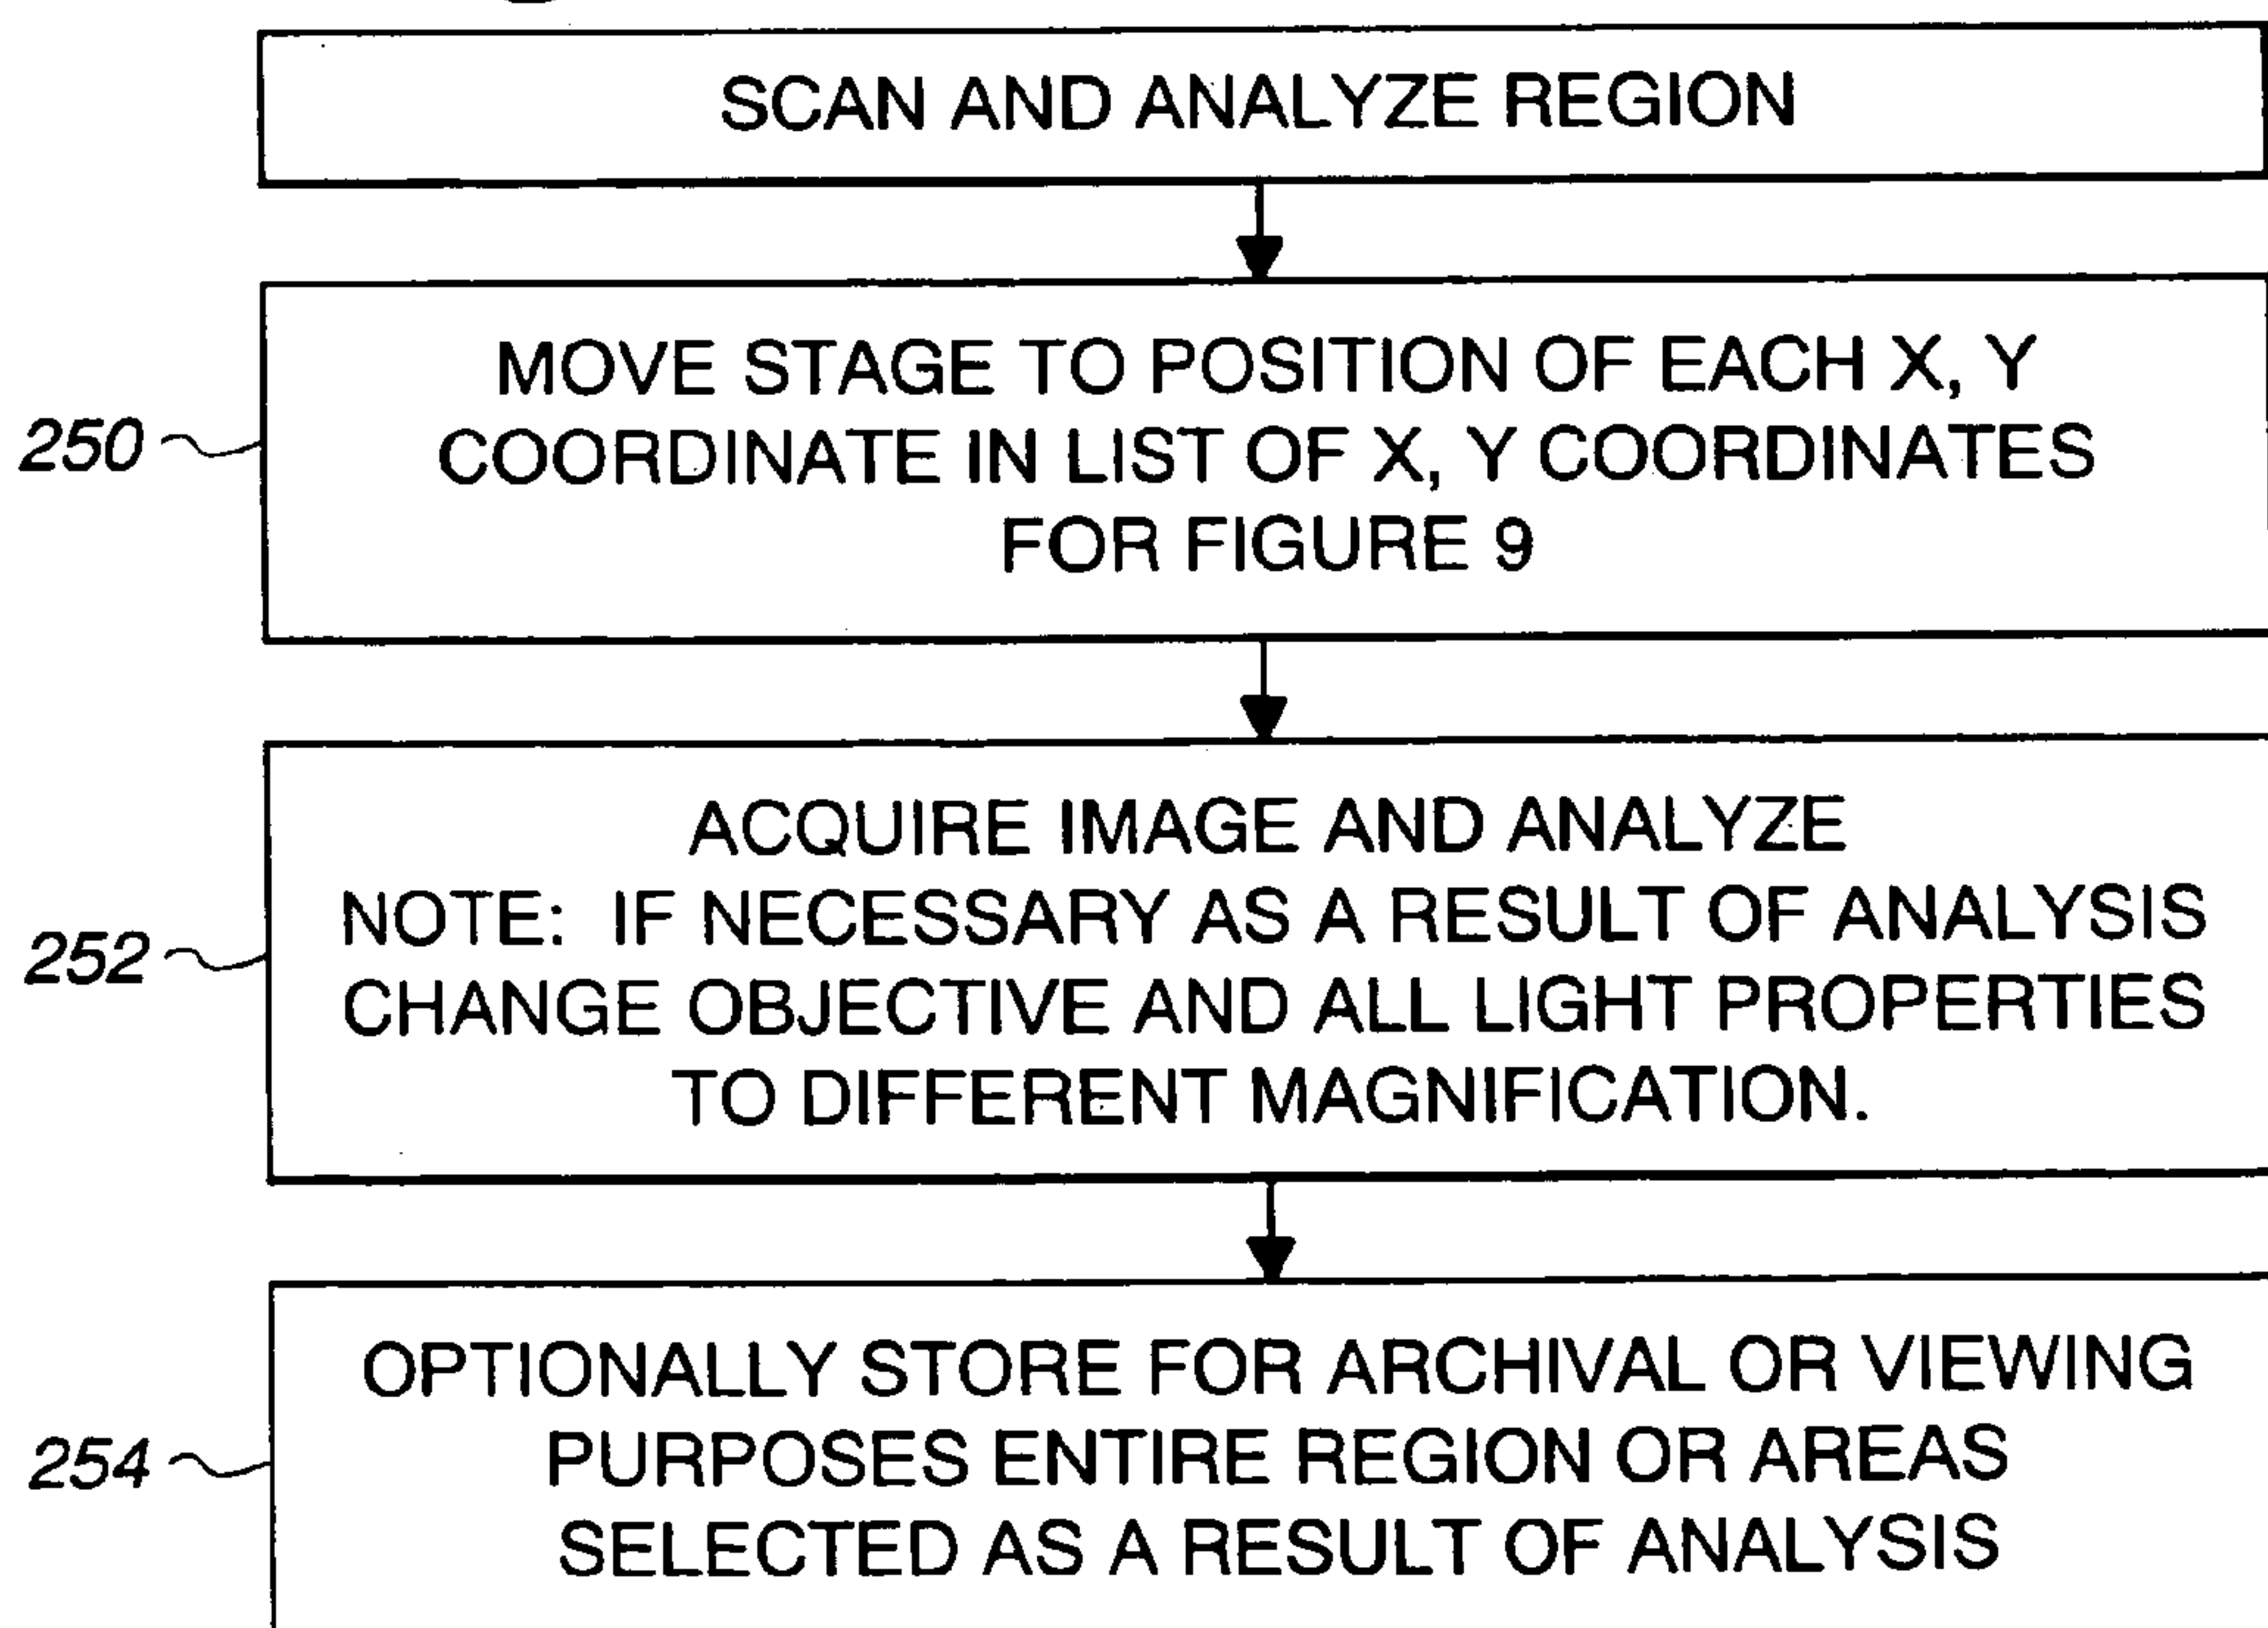 SCAN AND ANALYZE REGION
250
MOVE STAGE TO POSITION OF EACH X, Y
COORDINATE IN LIST OF X, Y COORDINATES
FOR FIGURE 9
252
ACQUIRE IMAGE AND ANALYZE
NOTE: IF NECESSARY AS A RESULT OF ANALYSIS
CHANGE OBJECTIVE AND ALL LIGHT PROPERTIES
TO DIFFERENT MAGNIFICATION.
254
OPTIONALLY STORE FOR ARCHIVAL OR VIEWING
PURPOSES ENTIRE REGION OR AREAS
SELECTED AS A RESULT OF ANALYSIS